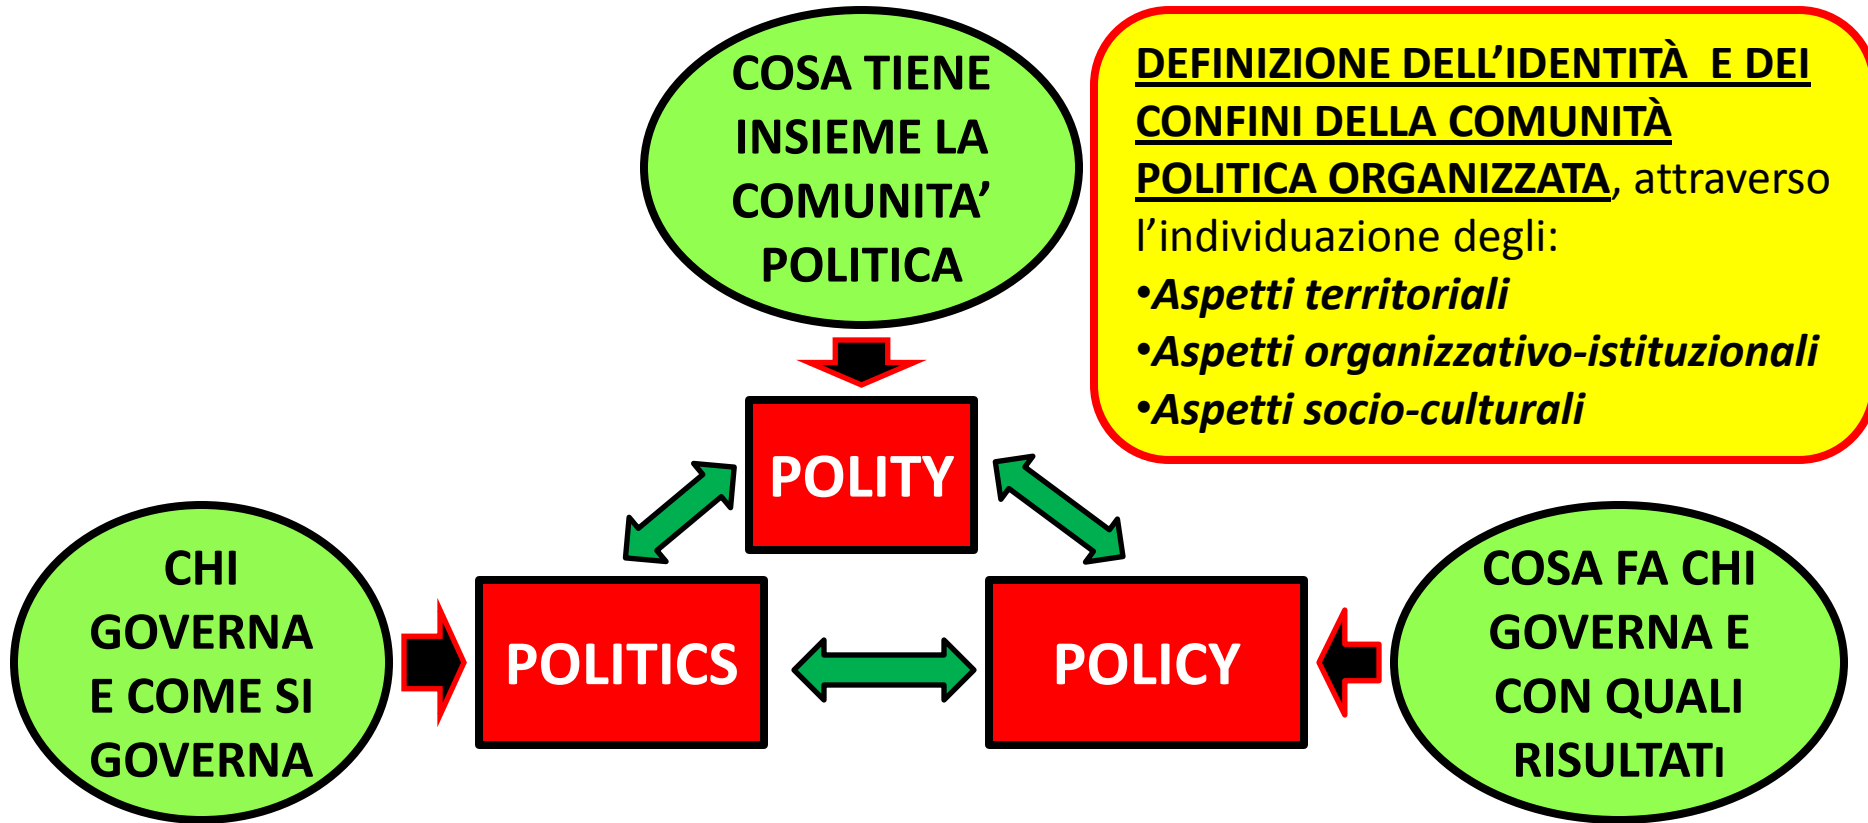 COSA TIENE
INSIEME LA
COMUNITA’
POLITICA
DEFINIZIONE DELL’IDENTITÀ  E DEI
CONFINI DELLA COMUNITÀ
POLITICA ORGANIZZATA, attraverso
l’individuazione degli:
•Aspetti territoriali
•Aspetti organizzativo-istituzionali
•Aspetti socio-culturali
POLITY
CHI
GOVERNA
E COME SI
GOVERNA
POLITICS
POLICY
COSA FA CHI
GOVERNA E
CON QUALI
RISULTATI